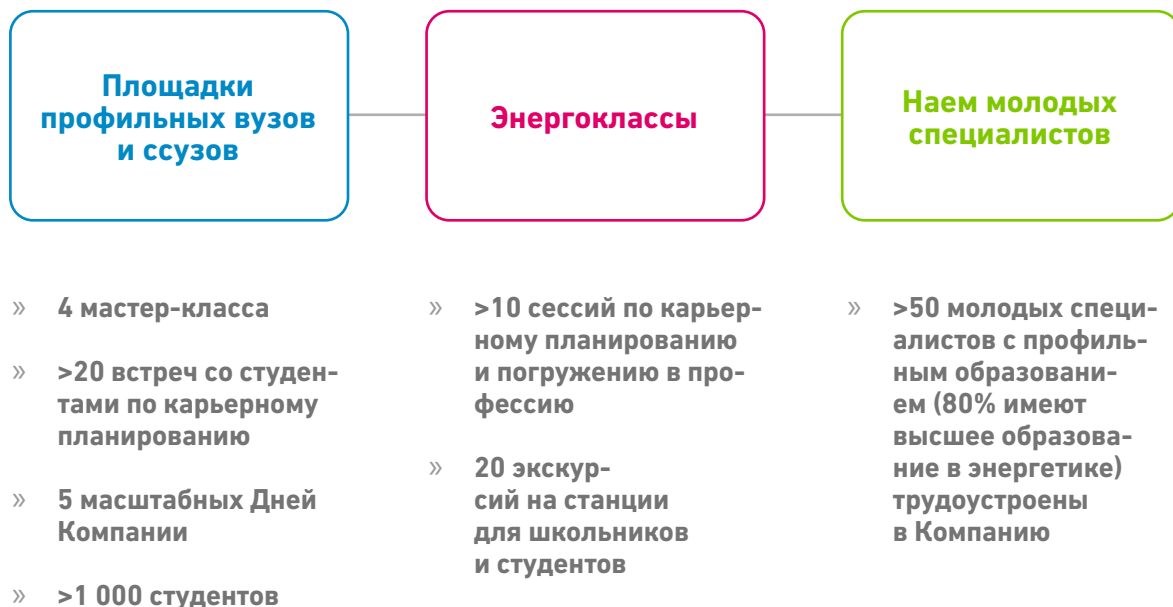 Площадки
профильных вузов
и ссузов
Энергоклассы
Наем молодых
специалистов
» 4 мастер-класса
» >20 встреч со студен-
тами по карьерному
планированию
» 5 масштабных Дней
Компании
» >1 000 студентов
» >10 сессий по карьер-
ному планированию
и погружению в про-
фессию
» 20 экскур-
сий на станции
для школьников
и студентов
» >50 молодых специ-
алистов с профиль-
ным образовани-
ем (80% имеют
высшее образова-
ние в энергетике)
трудоустроены
в Компанию